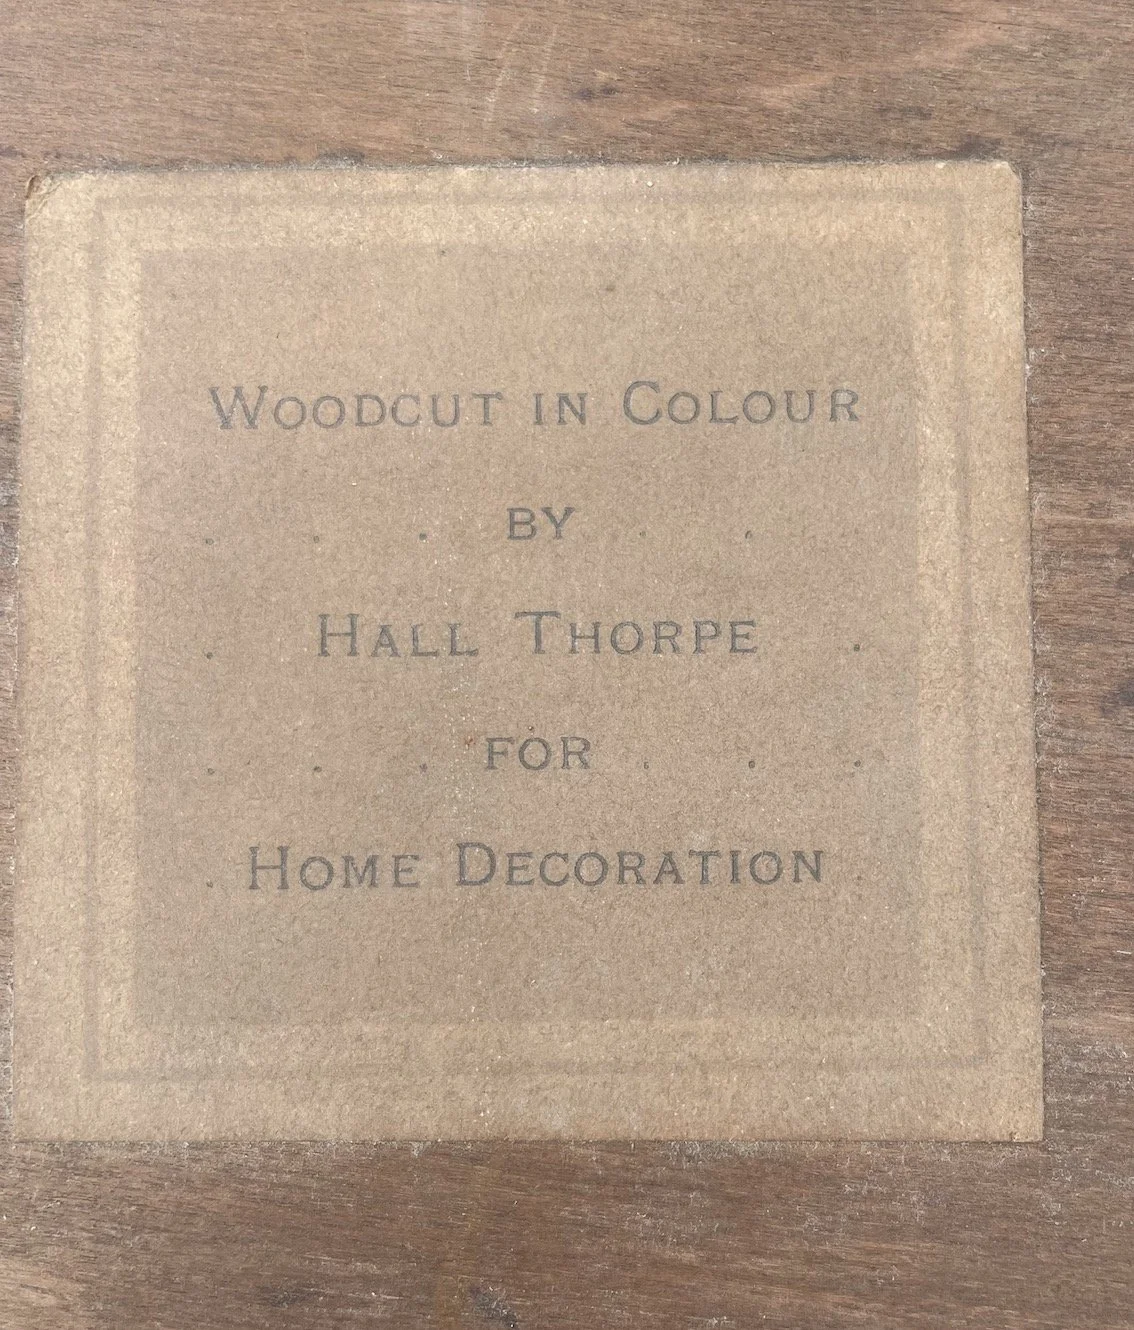 Woodcut in Colour
by
Hall Thorpe
for
Home Decoration